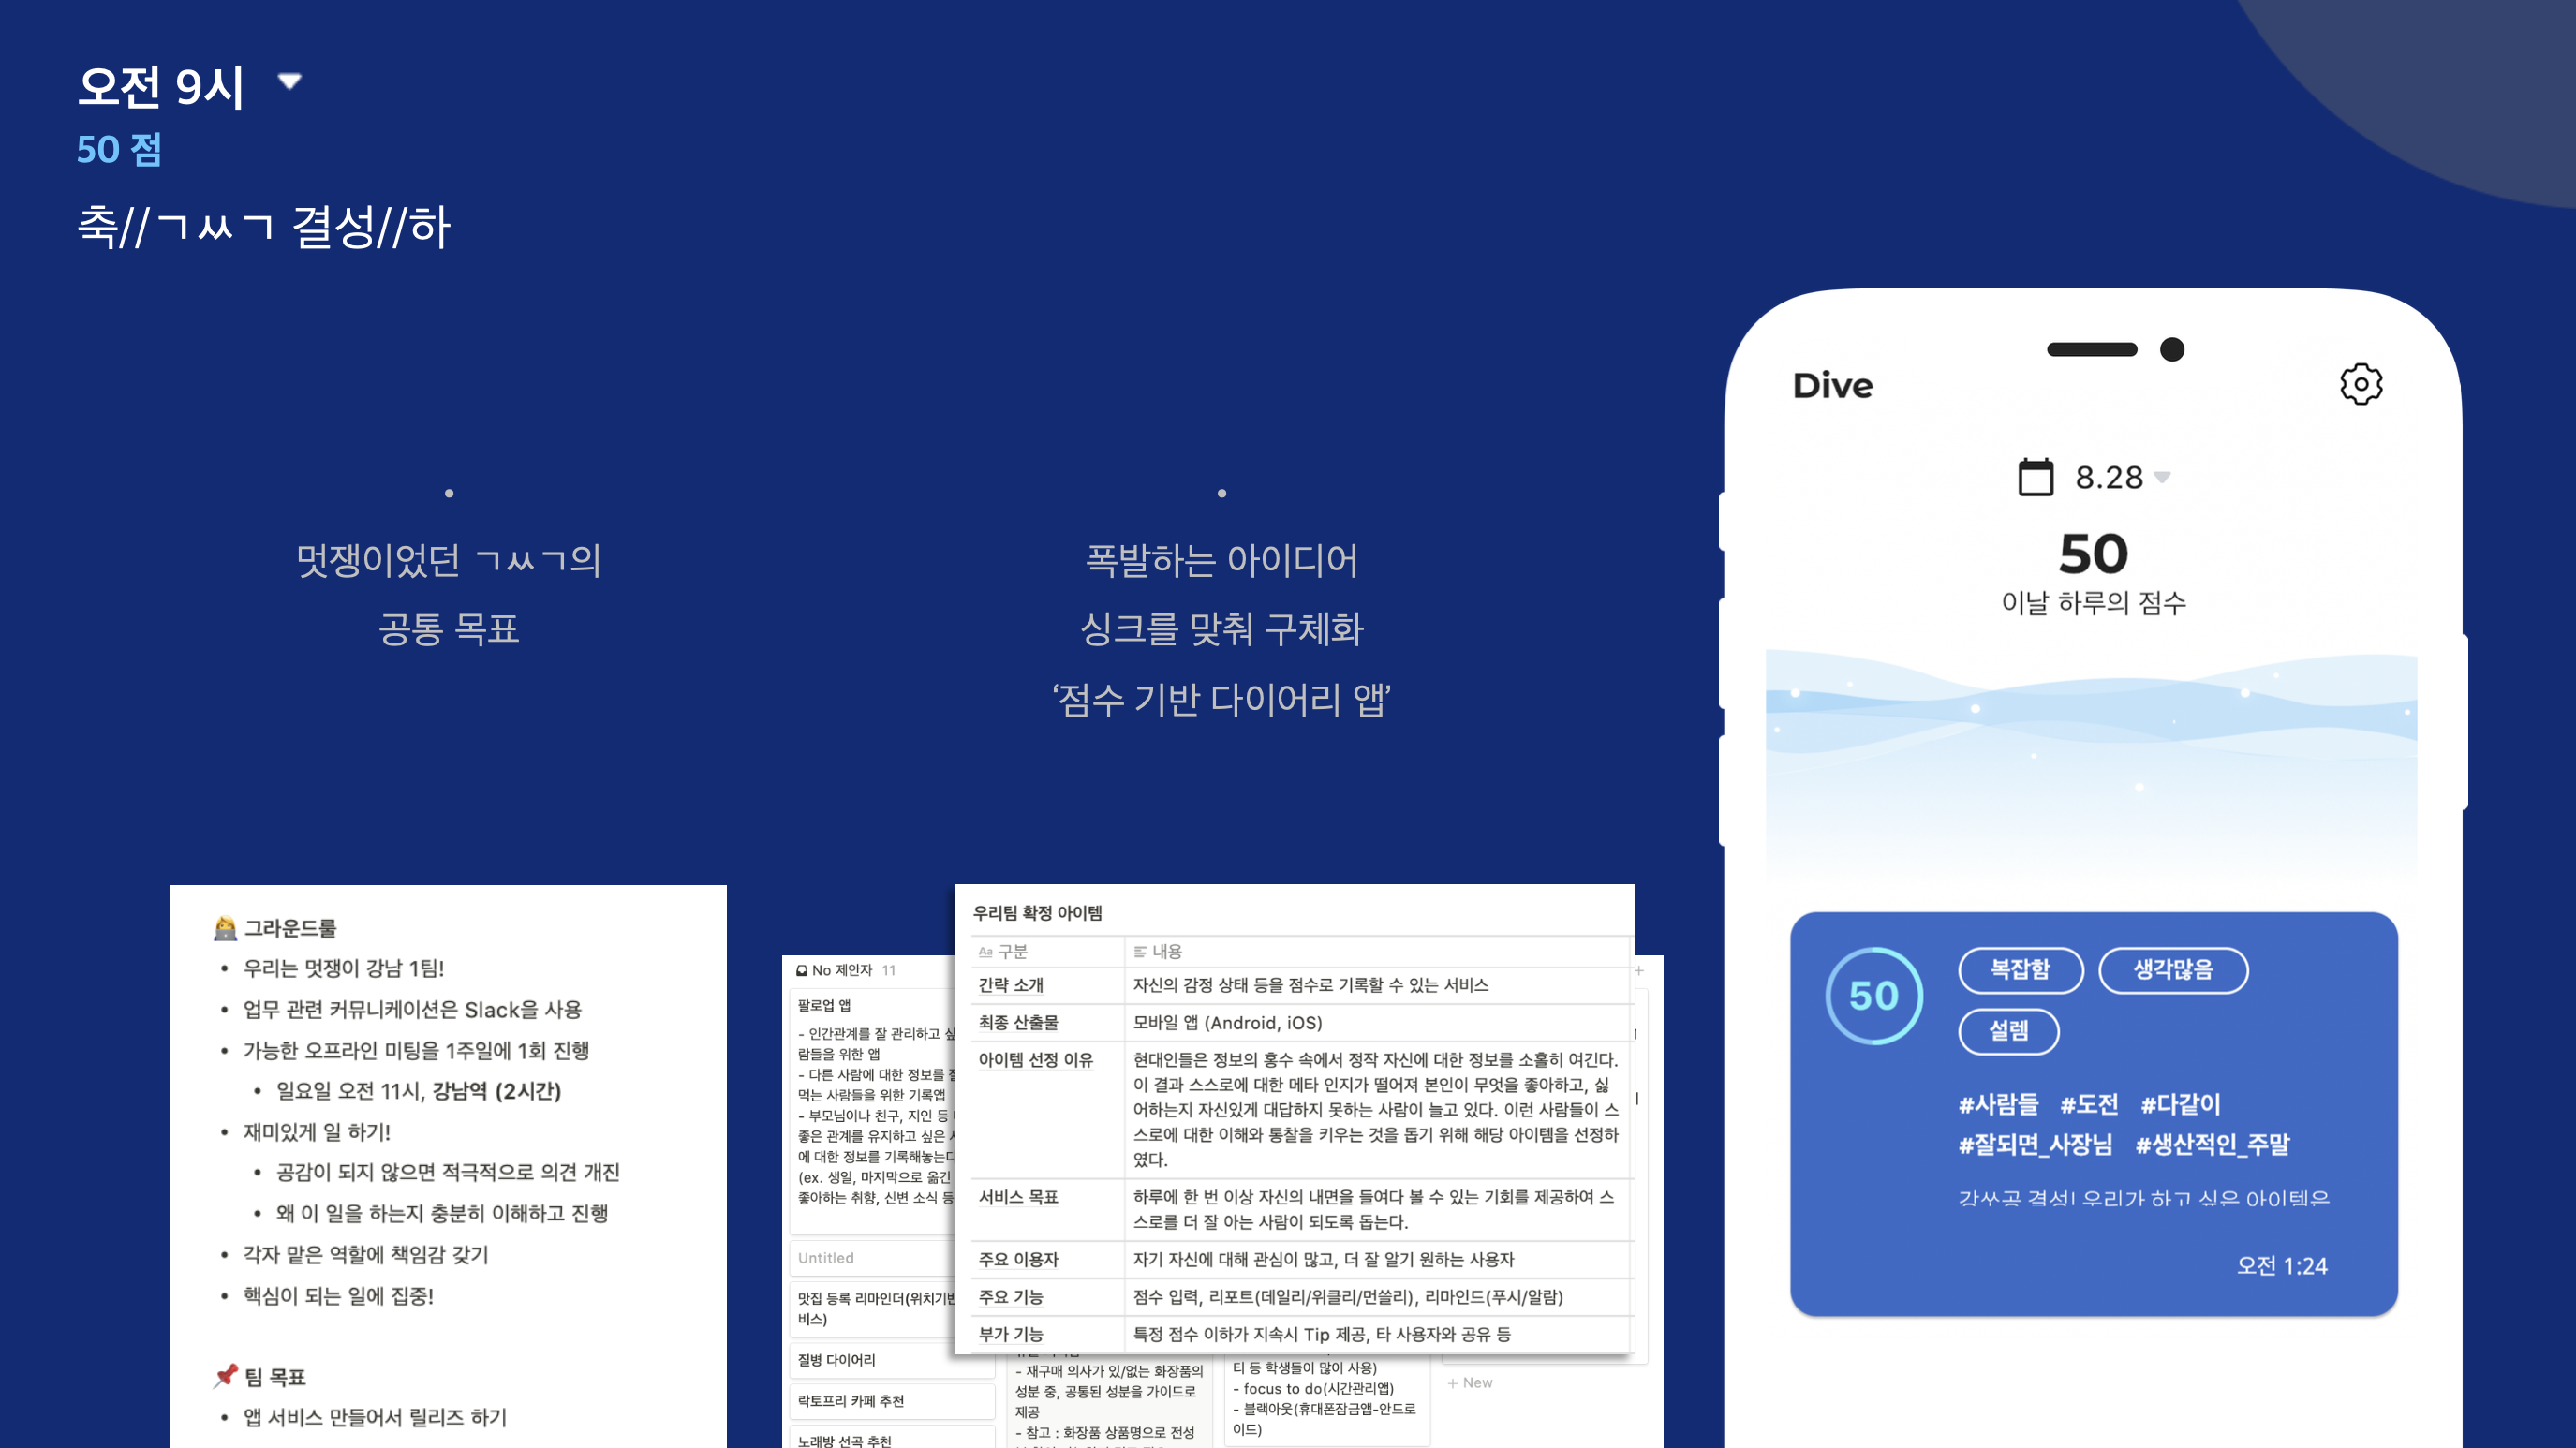 오전 9시
50 점
축//ㄱㅆㄱ 결성//하
멋쟁이었던 ㄱㅆㄱ의
공통 목표
폭발하는 아이디어
싱크를 맞춰 구체화
‘점수 기반 다이어리 앱’
그라운드룰
• 우리는 멋쟁이 강남 1팀!
• 업무 관련 커뮤니케이션은 Slack을 사용
• 가능한 오프라인 미팅을 1주일에 1회 진행
• 일요일 오전 11시, 강남역 (2시간)
• 재미있게 일 하기!
• 공감이 되지 않으면 적극적으로 의견 개진
• 왜 이 일을 하는지 충분히 이해하고 진행
• 각자 맡은 역할에 책임감 갖기
• 핵심이 되는 일에 집중!
팀 목표
• 앱 서비스 만들어서 릴리즈 하기
No 제안자 11
팔로업 앱
- 인간관계를 잘 관리하고
람들을 위한 앱
- 다른 사람에 대한 정보를
먹는 사람들을 위한 기록앱
- 부모님이나 친구, 지인 등
좋은 관계를 유지하고 싶은
에 대한 정보를 기록해놓는
(ex. 생일, 마지막으로 옮긴
좋아하는 취향, 신변 소식 등
Untitled
맛집 등록 리마인더(위치기반
비스)
질병 다이어리
락토프리 카페 추천
노래방 선곡 추천
우리팀 확정 아이템
Aa 구분 내용
간략 소개 자신의 감정 상태 등을 점수로 기록할 수 있는 서비스
최종 산출물 모바일 앱 (Android, iOS)
아이템 선정 이유 현대인들은 정보의 홍수 속에서 정작 자신에 대한 정보를 소홀히 여긴다.
이 결과 스스로에 대한 메타 인지가 떨어져 본인이 무엇을 좋아하고, 싫
어하는지 자신있게 대답하지 못하는 사람이 늘고 있다. 이런 사람들이 스
스로에 대한 이해와 통찰을 키우는 것을 돕기 위해 해당 아이템을 선정하
였다.
서비스 목표 하루에 한 번 이상 자신의 내면을 들여다 볼 수 있는 기회를 제공하여 스
스로를 더 잘 아는 사람이 되도록 돕는다.
주요 이용자 자기 자신에 대해 관심이 많고, 더 잘 알기 원하는 사용자
주요 기능 점수 입력, 리포트(데일리/위클리/먼쓸리), 리마인드(푸시/알람)
부가 기능 특정 점수 이하가 지속시 Tip 제공, 타 사용자와 공유 등
- 재구매 의사가 있/없는 화장품의
성분 중, 공통된 성분을 가이드로
제공
- 참고 : 화장품 상품명으로 전성
티 등 학생들이 많이 사용)
- focus to do(시간관리앱)
- 블랙아웃(휴대폰잠금앱-안드로
이드)
+ New
Dive
8.28
50
이날 하루의 점수
50
복잡함 생각많음
설렘
#사람들 #도전 #다같이
#잘되면_사장님 #생산적인_주말
결성! 우리가 하고 싶은 아이템은
오전 1:24